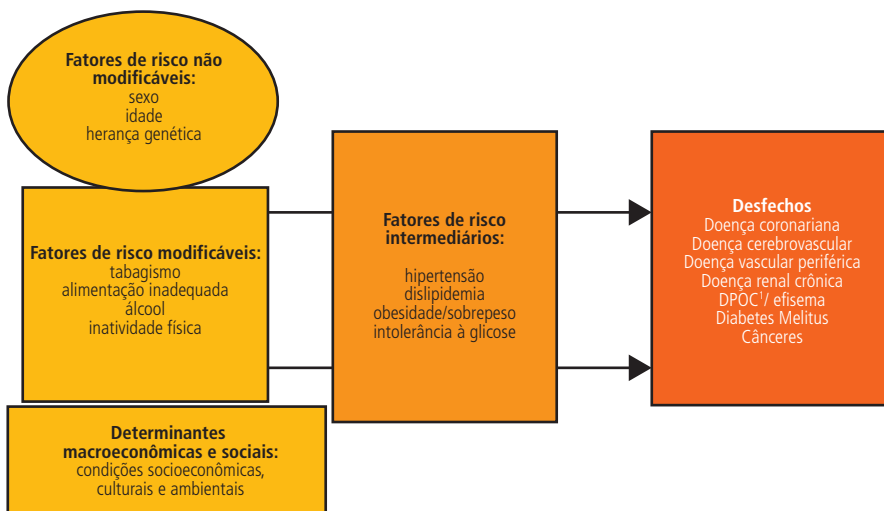 Fatores de risco não
modificáveis:
sexo
idade
herança genética
Fatores de risco modificáveis:
tabagismo
alimentação inadequada
álcool
inatividade física
Determinantes
macroeconômicas e sociais:
condições socioeconômicas,
culturais e ambientais
Fatores de risco
intermediários:
hipertensão
dislipidemia
obesidade/sobrepeso
intolerância à glicose
Desfechos
Doença coronariana
Doença cerebrovascular
Doença vascular periférica
Doença renal crônica
DPOC¹/ efisema
Diabetes Melitus
Cânceres